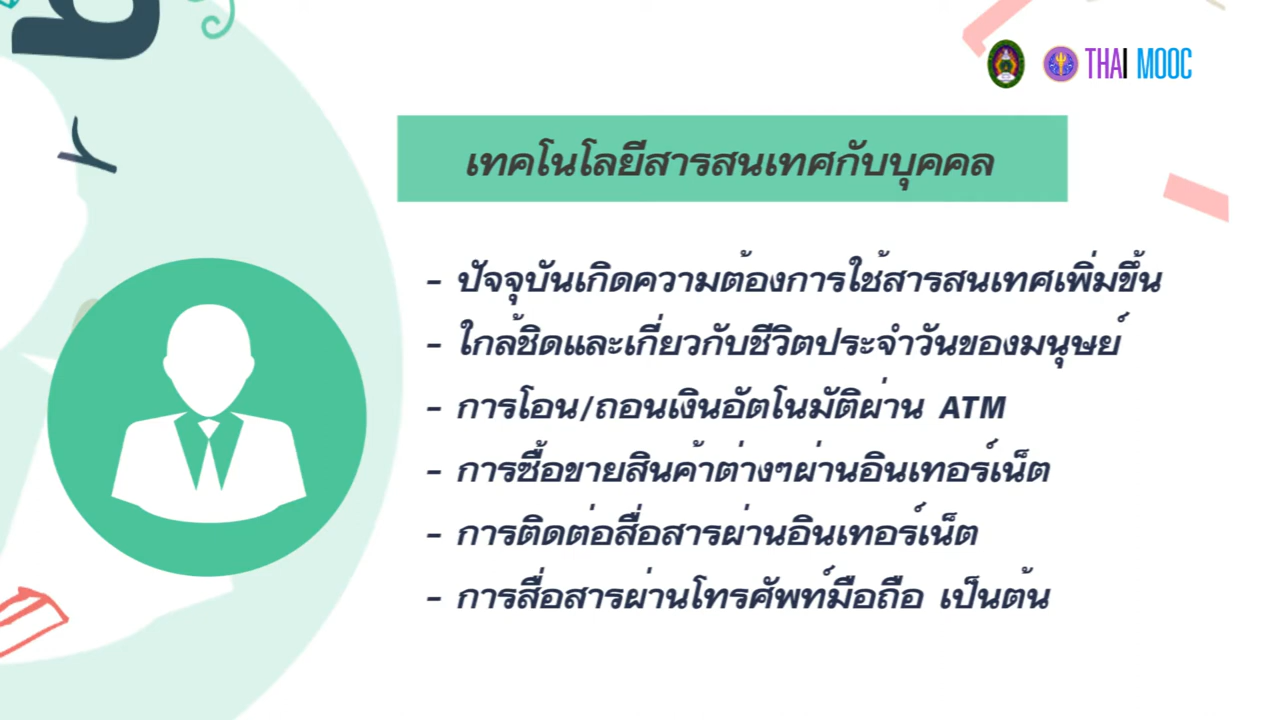 THAI MOOC
เทคโนโลยีสารสนเทศกับบุคคล
- ปัจจุบันเกิดความต้องการใช้สารสนเทศเพิ่มขึ้น
- ใกล้ชิดและเกี่ยวกับชีวิตประจำวันของมนุษย์
- การโอน/ถอนเงินอัตโนมัติผ่าน ATM
- การซื้อขายสินค้าต่างๆผ่านอินเทอร์เน็ต
- การติดต่อสื่อสารผ่านอินเทอร์เน็ต
- การสื่อสารผ่านโทรศัพท์มือถือ เป็นต้น